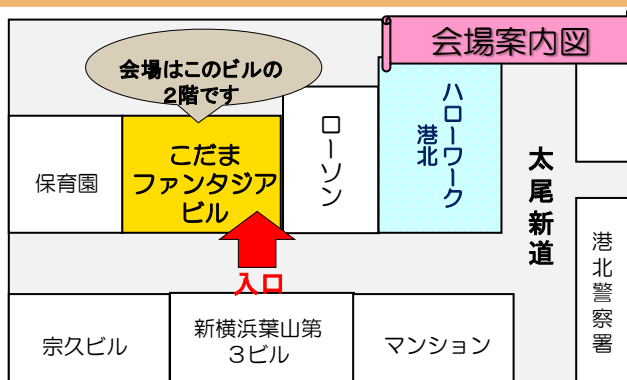 会場案内図
会場はこのビルの
2階です
保育園
こだま
ファンタジア
ビル
ローソン
ハローワーク
港北
太尾新道
港北警察署
入口
宗久ビル
新横浜葉山第
3ビル
マンション